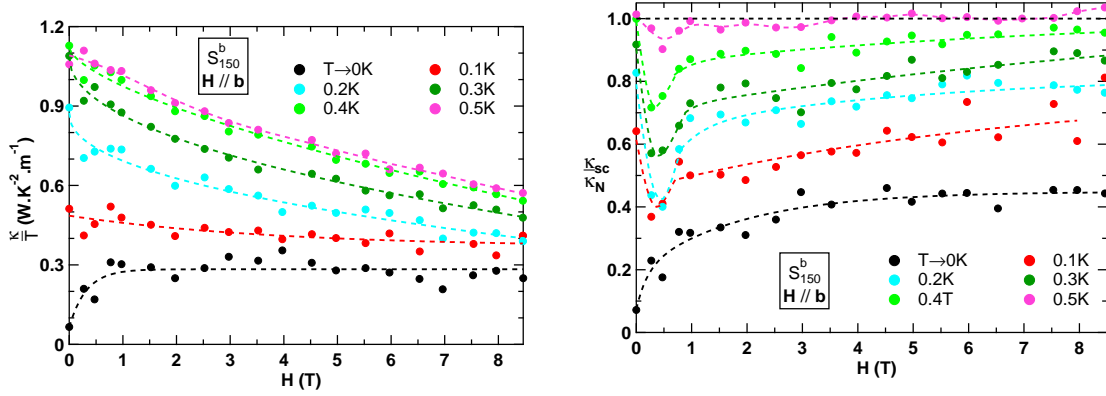 S^b_150
H // b
T→0K
0.1K
0.2K
0.3K
0.4K
0.5K
1.2
0.9
0.6
0.3
0
κ/T (W.K^-2.m^-1)
0 1 2 3 4 5 6 7 8
H (T)
1.0
0.8
0.6
0.4
0.2
0
κ_sc/κ_N
S^b_150
H // b
T→0K
0.1K
0.2K
0.3K
0.4T
0.5K
0 1 2 3 4 5 6 7 8
H (T)